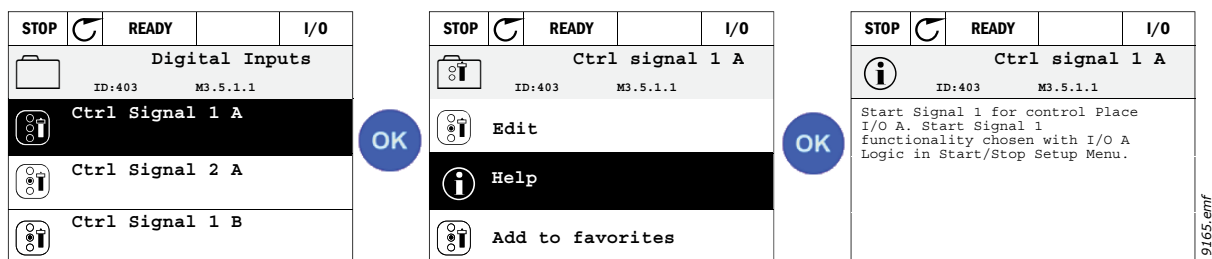 STOP READY I/O
Digital Inputs
ID:403 M3.5.1.1
Ctrl Signal 1 A
Ctrl Signal 2 A
Ctrl Signal 1 B
OK
STOP READY I/O
Ctrl signal 1 A
ID:403 M3.5.1.1
Edit
Help
Add to favorites
OK
STOP READY I/O
Ctrl signal 1 A
ID:403 M3.5.1.1
Start Signal 1 for control Place
I/O A. Start Signal 1
functionality chosen with I/O A
Logic in Start/Stop Setup Menu.
9165.emf